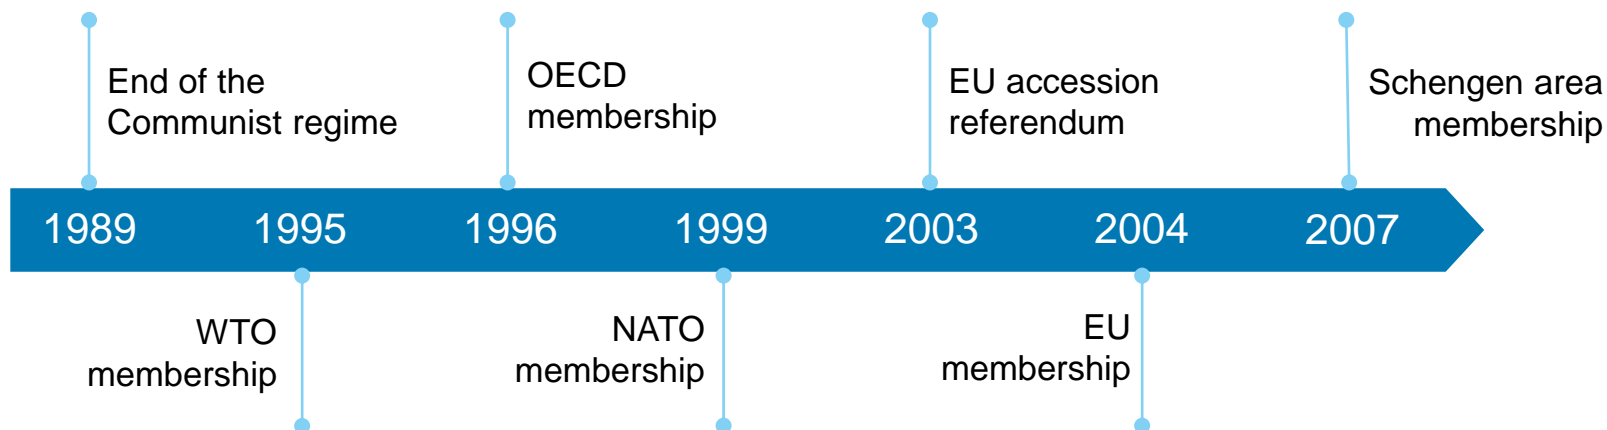 End of the
Communist regime
OECD
membership
EU accession
referendum
Schengen area
membership
1989 1995 1996 1999 2003 2004 2007
WTO
membership
NATO
membership
EU
membership